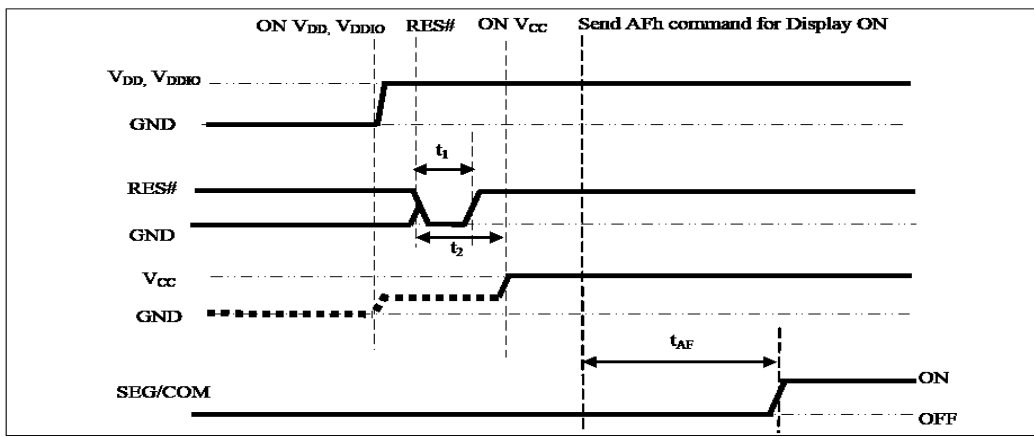 ON VDD, VDDIO RES# ON VCC Send AFh command for Display ON
VDD, VDDIO
GND
t1
RES#
GND
t2
VCC
GND
tAF
SEG/COM
ON
OFF